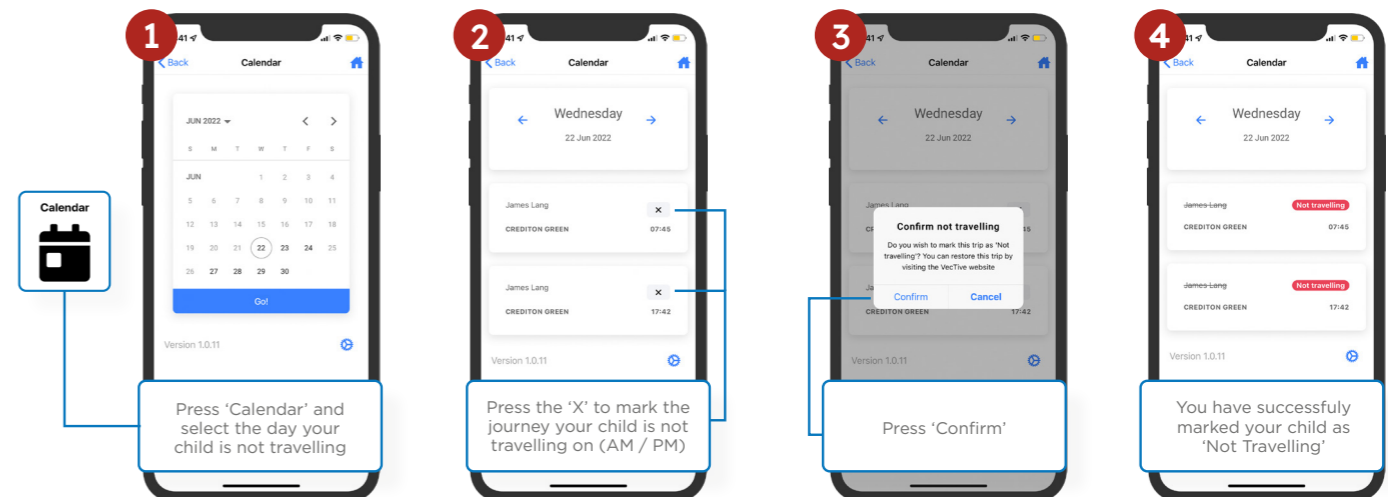 Calendar
1
41
Back Calendar
JUN 2022
S M T W T F S
JUN 1 2 3 4
5 6 7 8 9 10 11
12 13 14 15 16 17 18
19 20 21 22 23 24 25
26 27 28 29 30
Go!
Version 1.0.11
Press ‘Calendar’ and
select the day your
child is not travelling
2
41
Back Calendar
Wednesday
22 Jun 2022
James Lang
X
CREDITON GREEN 07:45
James Lang
X
CREDITON GREEN 17:42
Version 1.0.11
Press the ‘X’ to mark the
journey your child is not
travelling on (AM / PM)
3
41
Back Calendar
Wednesday
22 Jun 2022
James Lang
Confirm not travelling
Do you wish to mark this trip as ‘Not
travelling’? You can restore this trip by
visiting the VecTive website
Confirm Cancel
CREDITON GREEN 17:42
Version 1.0.11
Press ‘Confirm’
4
41
Back Calendar
Wednesday
22 Jun 2022
James Lang Not travelling
CREDITON GREEN 07:45
James Lang Not travelling
CREDITON GREEN 17:42
Version 1.0.11
You have successfuly
marked your child as
‘Not Travelling’